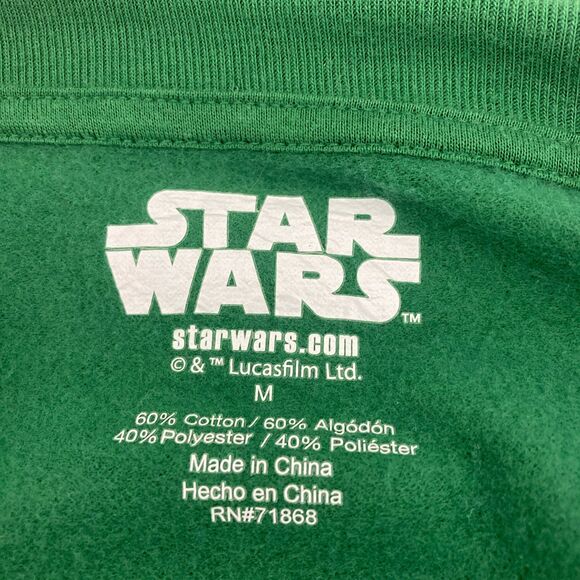 STAR
WARS™
starwars.com
© & ™ Lucasfilm Ltd.
M
60% Cotton / 60% Algódón
40% Polyester / 40% Poliéster
Made in China
Hecho en China
RN#71868